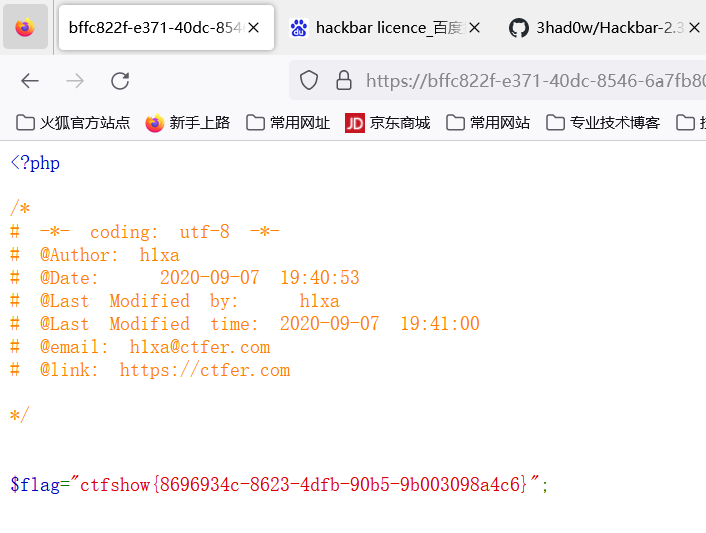 bffc822f-e371-40dc-854
hackbar licence_百度
3had0w/Hackbar-2.3
https://bffc822f-e371-40dc-8546-6a7fb80
火狐官方站点 新手上路 常用网址 JD 京东商城 常用网站 专业技术博客
<?php
/*
# -*- coding: utf-8 -*-
# @Author: h1xa
# @Date: 2020-09-07 19:40:53
# @Last Modified by: h1xa
# @Last Modified time: 2020-09-07 19:41:00
# @email: h1xa@ctfer.com
# @link: https://ctfer.com
*/
$flag="ctfshow{8696934c-8623-4dfb-90b5-9b003098a4c6}";